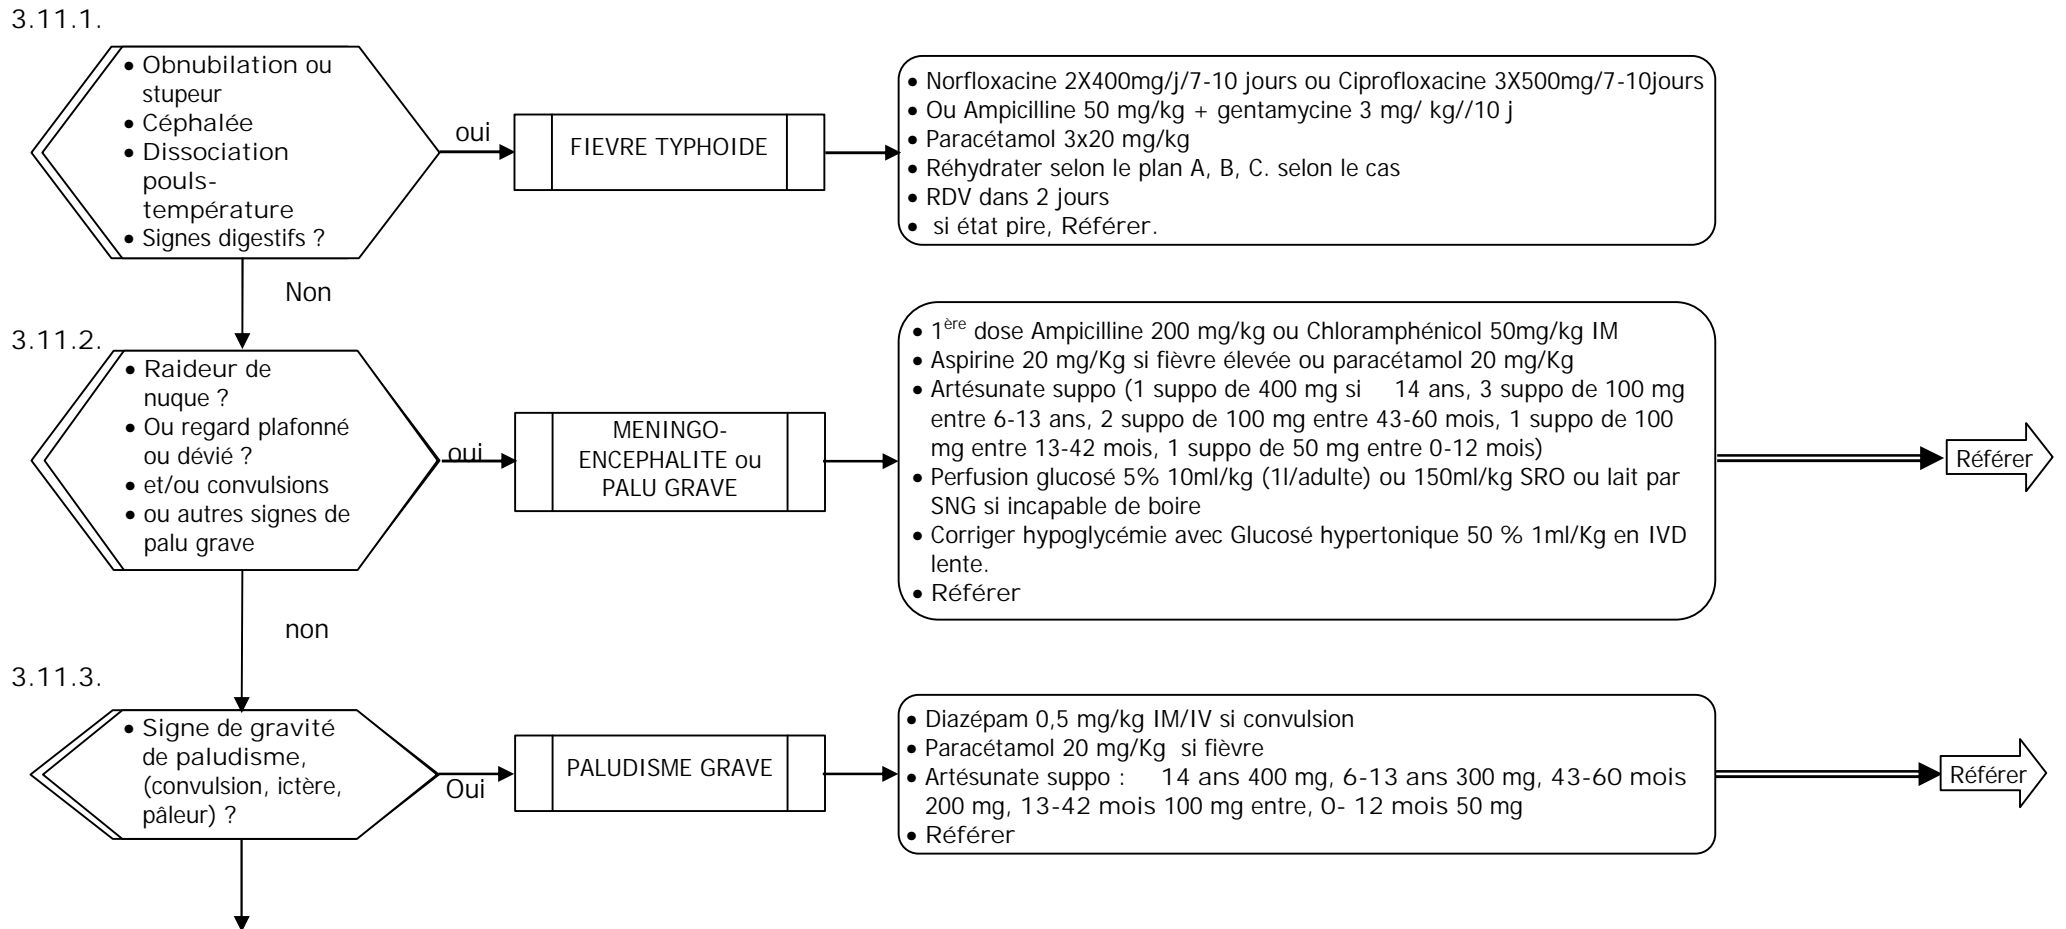 3.11.1.
• Obnubilation ou
stupeur
• Céphalée
• Dissociation
pouls-
température
• Signes digestifs ?
oui
FIEVRE TYPHOIDE
• Norfloxacine 2X400mg/j/7-10 jours ou Ciprofloxacine 3X500mg/7-10jours
• Ou Ampicilline 50 mg/kg + gentamycine 3 mg/ kg//10 j
• Paracétamol 3x20 mg/kg
• Réhydrater selon le plan A, B, C. selon le cas
• RDV dans 2 jours
• si état pire, Référer.
Non
3.11.2.
• Raideur de
nuque ?
• Ou regard plafonné
ou dévié ?
• et/ou convulsions
• ou autres signes de
palu grave
oui
MENINGO-
ENCEPHALITE ou
PALU GRAVE
• 1ère dose Ampicilline 200 mg/kg ou Chloramphénicol 50mg/kg IM
• Aspirine 20 mg/Kg si fièvre élevée ou paracétamol 20 mg/Kg
• Artésunate suppo (1 suppo de 400 mg si 14 ans, 3 suppo de 100 mg
entre 6-13 ans, 2 suppo de 100 mg entre 43-60 mois, 1 suppo de 100
mg entre 13-42 mois, 1 suppo de 50 mg entre 0-12 mois)
• Perfusion glucosé 5% 10ml/kg (1l/adulte) ou 150ml/kg SRO ou lait par
SNG si incapable de boire
• Corriger hypoglycémie avec Glucosé hypertonique 50 % 1ml/Kg en IVD
lente.
• Référer
Référer
non
3.11.3.
• Signe de gravité
de paludisme,
(convulsion, ictère,
pâleur) ?
Oui
PALUDISME GRAVE
• Diazépam 0,5 mg/kg IM/IV si convulsion
• Paracétamol 20 mg/Kg si fièvre
• Artésunate suppo : 14 ans 400 mg, 6-13 ans 300 mg, 43-60 mois
200 mg, 13-42 mois 100 mg entre, 0- 12 mois 50 mg
• Référer
Référer